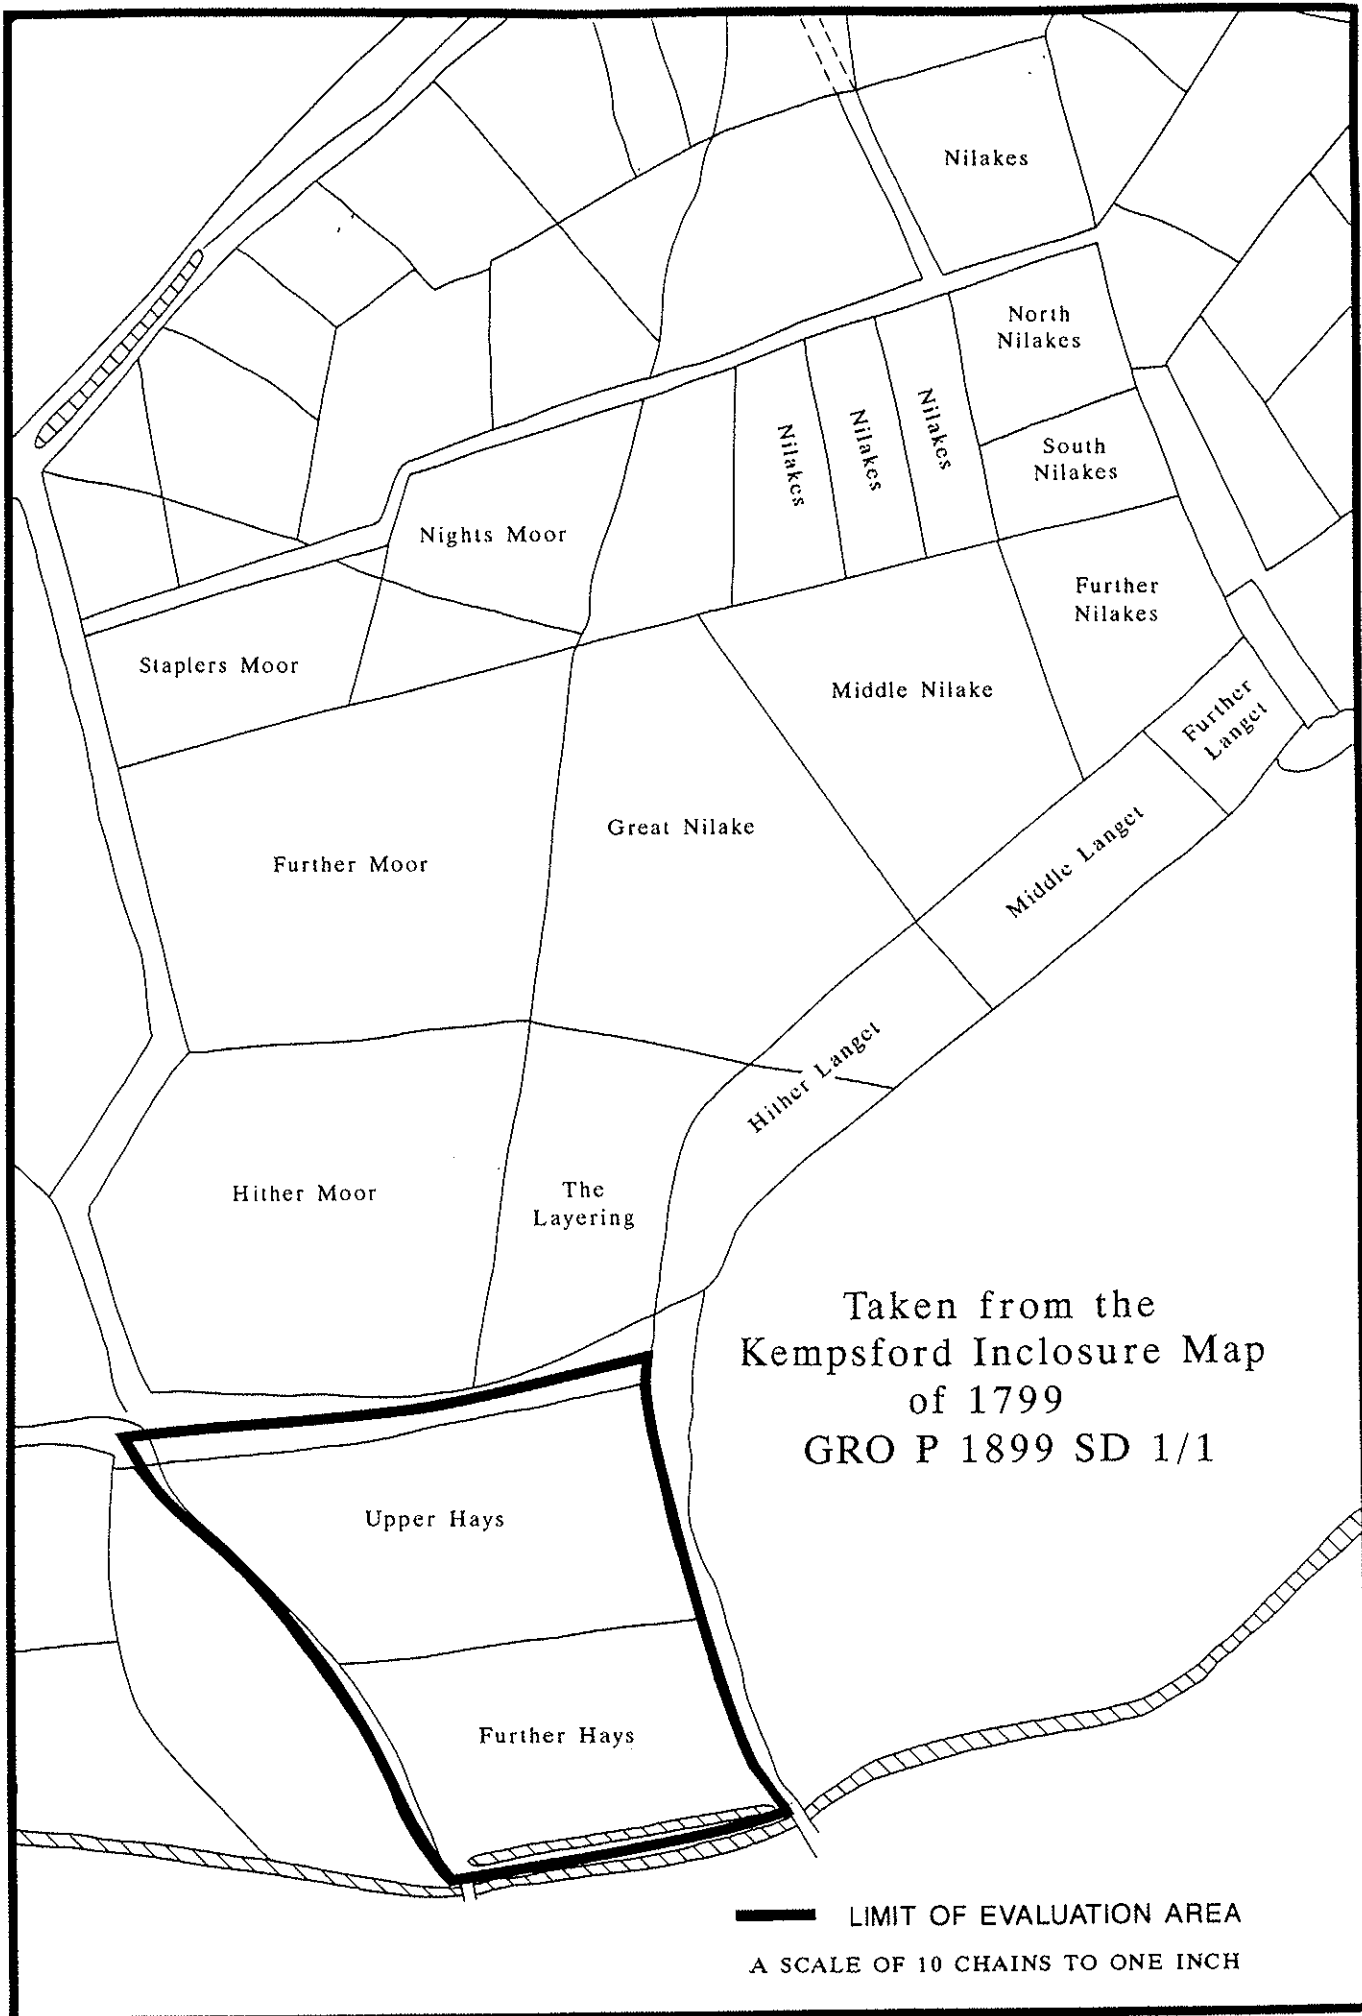 Nilakes
North
Nilakes
Nilakes
Nilakes
Nilakes
South
Nilakes
Nights Moor
Further
Nilakes
Staplers Moor
Middle Nilake
Further
Langet
Great Nilake
Further Moor
Middle Langet
Hither Langet
Hither Moor
The
Layering
Taken from the
Kempsford Inclosure Map
of 1799
GRO P 1899 SD 1/1
Upper Hays
Further Hays
LIMIT OF EVALUATION AREA
A SCALE OF 10 CHAINS TO ONE INCH